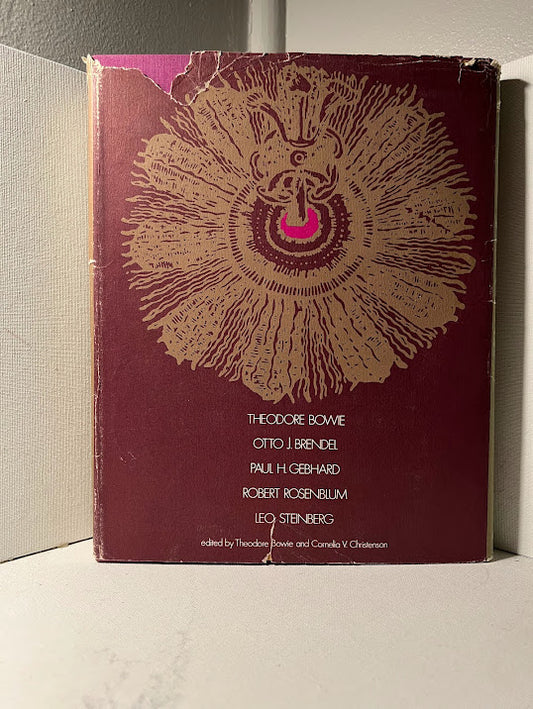 THEODORE BOWIE
OTTO J. BRENDEL
PAUL H. GEBHARD
ROBERT ROSENBLUM
LEO STEINBERG
edited by Theodore Bowie and Cornelia V. Christenson